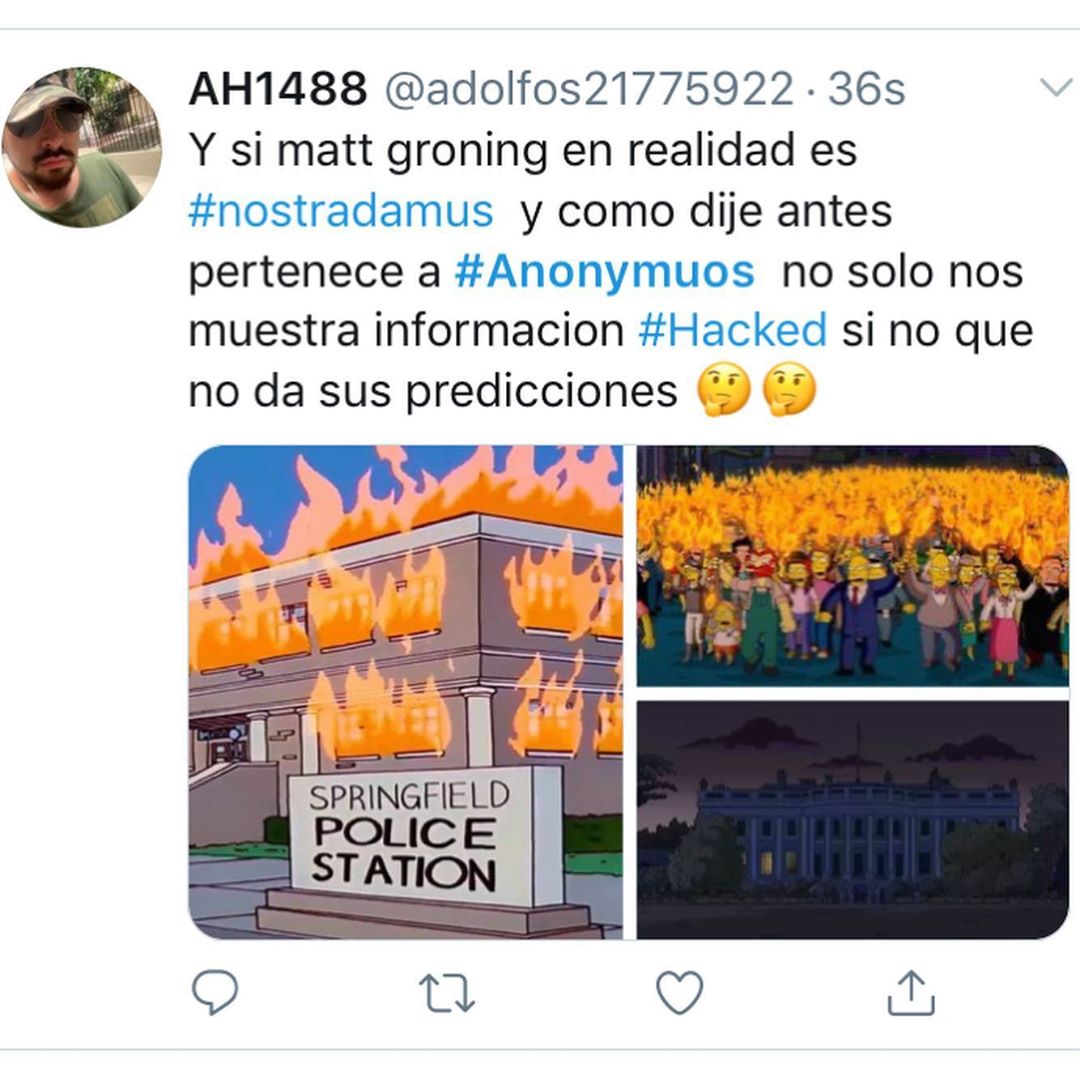 AH1488 @adolfos21775922 · 36s
Y si matt groning en realidad es
#nostradamus y como dije antes
pertenece a #Anonymuos no solo nos
muestra informacion #Hacked si no que
no da sus predicciones 🤔🤔
SPRINGFIELD
POLICE
STATION